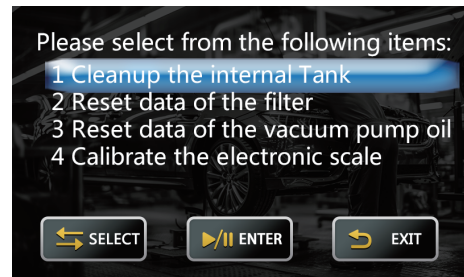 Please select from the following items:
1 Cleanup the internal Tank
2 Reset data of the filter
3 Reset data of the vacuum pump oil
4 Calibrate the electronic scale
SELECT
ENTER
EXIT